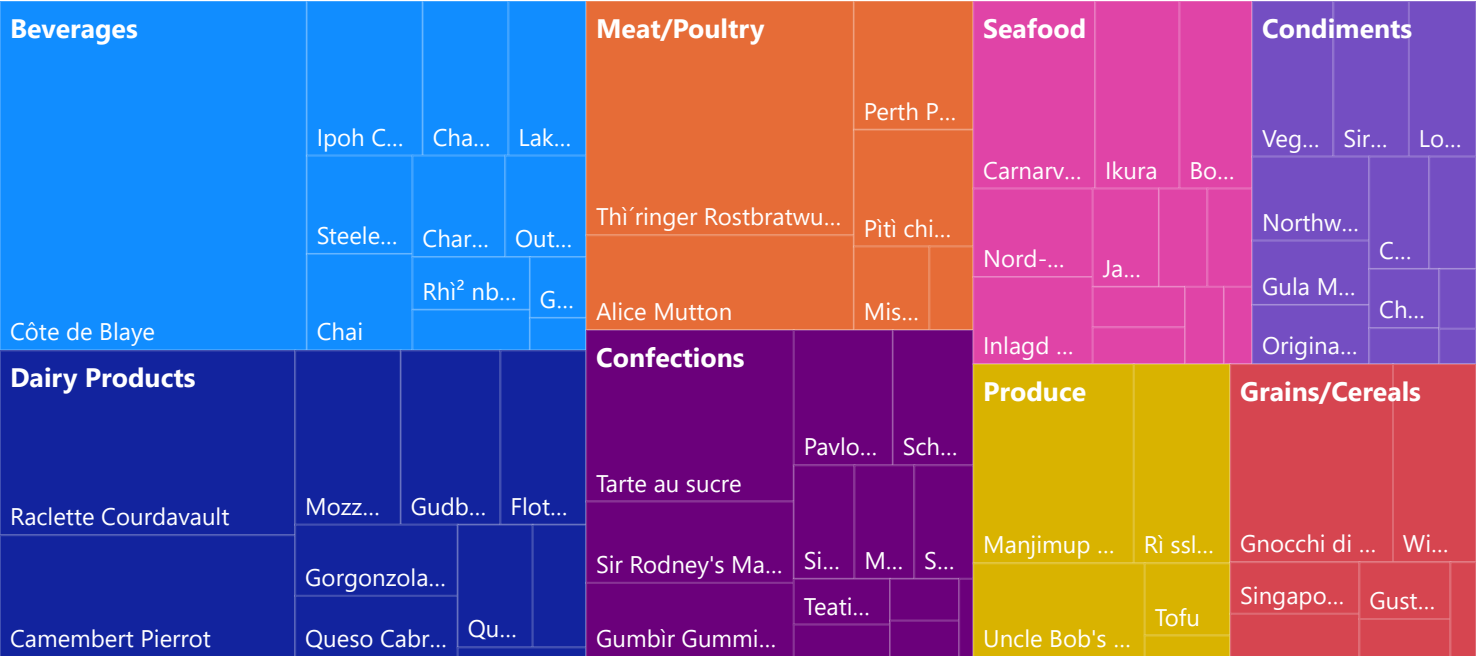 Beverages
Ipoh C...
Cha...
Lak...
Steele...
Char...
Out...
Rhì² nb...
G...
Côte de Blaye
Chai
Meat/Poultry
Perth P...
Thì´ringer Rostbratwu...
Pìtì chi...
Alice Mutton
Mis...
Seafood
Carnarv...
Ikura
Bo...
Nord-...
Ja...
Inlagd ...
Condiments
Veg...
Sir...
Lo...
Northw...
C...
Gula M...
Ch...
Origina...
Dairy Products
Raclette Courdavault
Mozz...
Gudb...
Flot...
Gorgonzola...
Camembert Pierrot
Queso Cabr...
Qu...
Confections
Pavlo...
Sch...
Tarte au sucre
Sir Rodney's Ma...
Si...
M...
S...
Teati...
Gumbìr Gummi...
Produce
Manjimup ...
Rì ssl...
Uncle Bob's ...
Tofu
Grains/Cereals
Gnocchi di ...
Wi...
Singapo...
Gust...